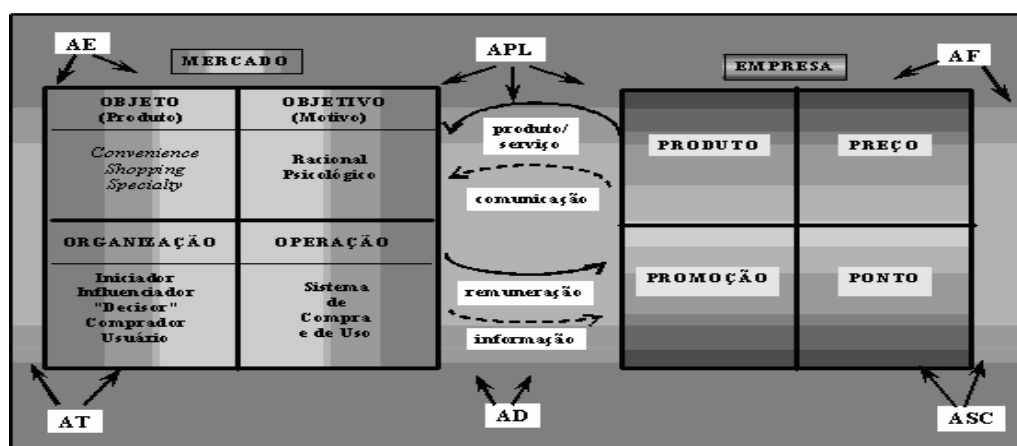 AE
APL
AF
MERCADO
EMPRESA
OBJETO
(Produto)
Convenience
Shopping
Specialty
OBJETIVO
(Motivo)
Racional
Psicológico
ORGANIZAÇÃO
Iniciador
Influenciador
"Decisor"
Comprador
Usuário
OPERAÇÃO
Sistema
de
Compra
e de Uso
produto/
serviço
comunicação
remuneração
informação
PRODUTO
PREÇO
PROMOÇÃO
PONTO
AT
AD
ASC